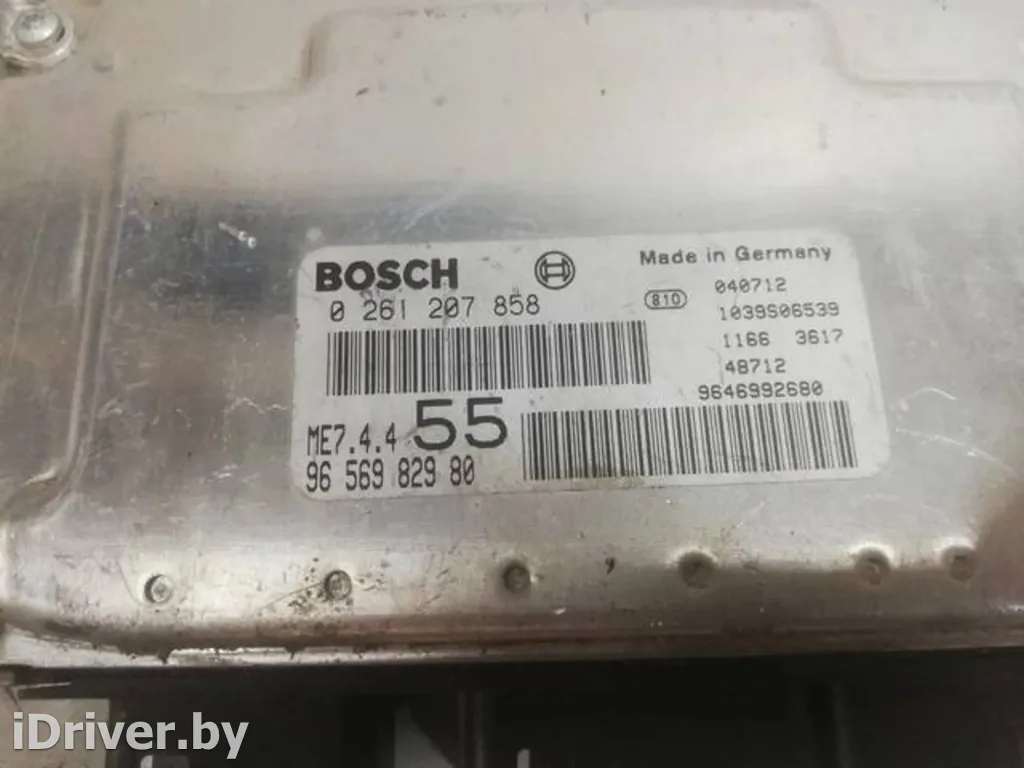 BOSCH
0 261 207 858
Made in Germany
810
040712
1039S06539
1166 3617
48712
9646992680
ME7.4.4 55
96 569 829 80
iDriver.by